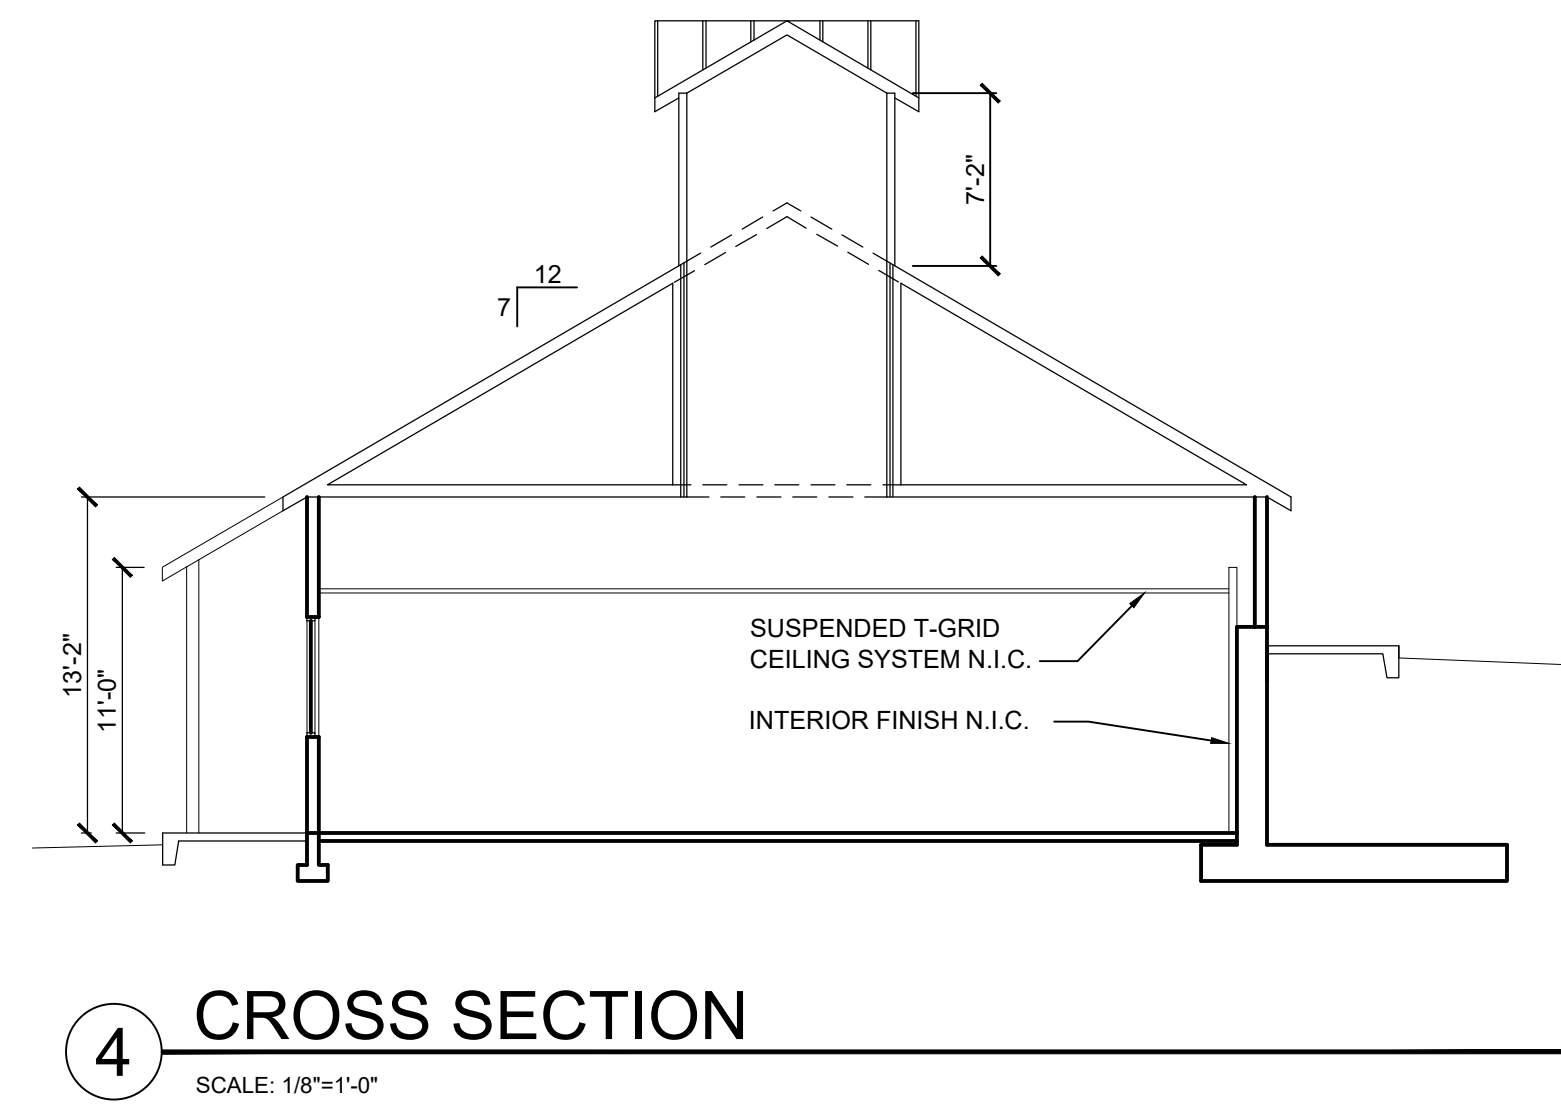 7'-2"
12
7
13'-2"
11'-0"
SUSPENDED T-GRID
CEILING SYSTEM N.I.C.
INTERIOR FINISH N.I.C.
4
CROSS SECTION
SCALE: 1/8"=1'-0"